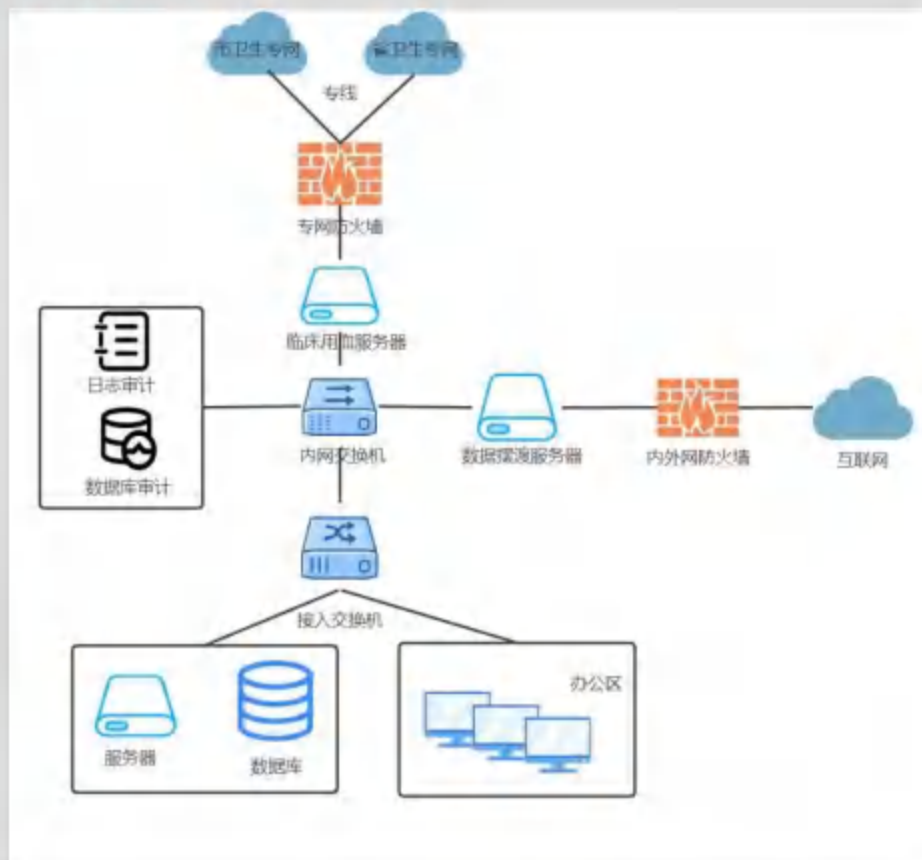 市卫生专网
省卫生专网
专线
专网防火墙
临床用血服务器
日志审计
数据库审计
内网交换机
数据摆渡服务器
内外网防火墙
互联网
接入交换机
服务器
数据库
办公区